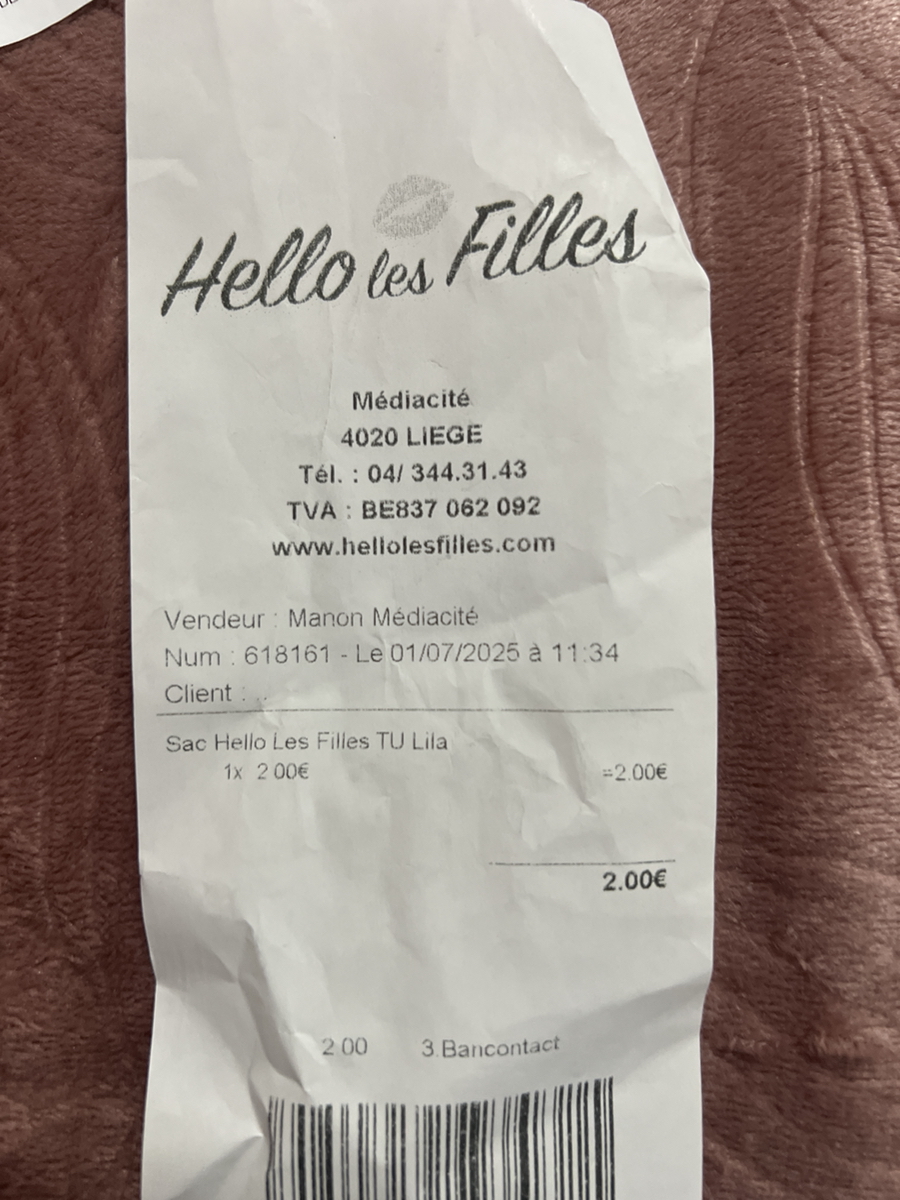 Hello les Filles
Médiacité
4020 LIEGE
Tél. : 04/ 344.31.43
TVA : BE837 062 092
www.hellolesfilles.com
Vendeur : Manon Médiacité
Num : 618161 - Le 01/07/2025 à 11:34
Client : ..
Sac Hello Les Filles TU Lila
1x 2 00€ =2.00€
2.00€
2 00 3.Bancontact